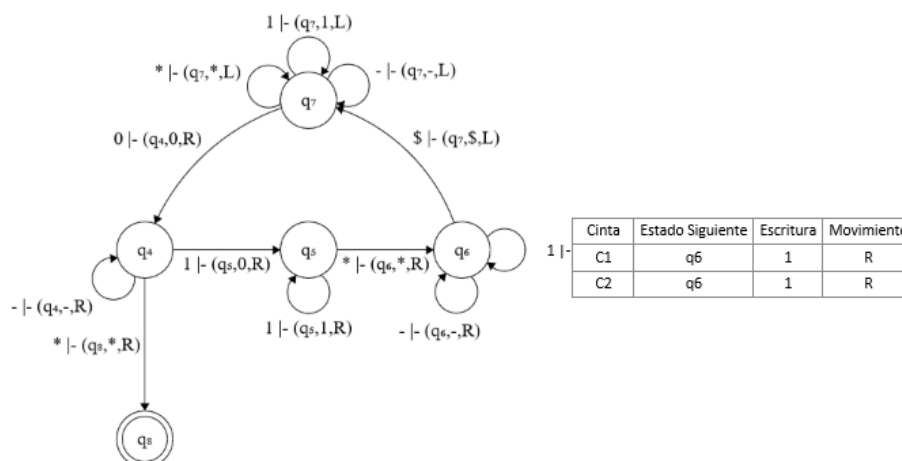 1 |- (q₇,1,L)
* |- (q₇,*,L)
- |- (q₇,-,L)
q₇
0 |- (q₄,0,R)
$ |- (q₇,$,L)
q₄
1 |- (q₅,0,R)
q₅
* |- (q₆,*,R)
q₆
1 |-
- |- (q₄,-,R)
1 |- (q₅,1,R)
- |- (q₆,-,R)
* |- (q₈,*,R)
q₈
Cinta Estado Siguiente Escritura Movimiento
C1 q6 1 R
C2 q6 1 R